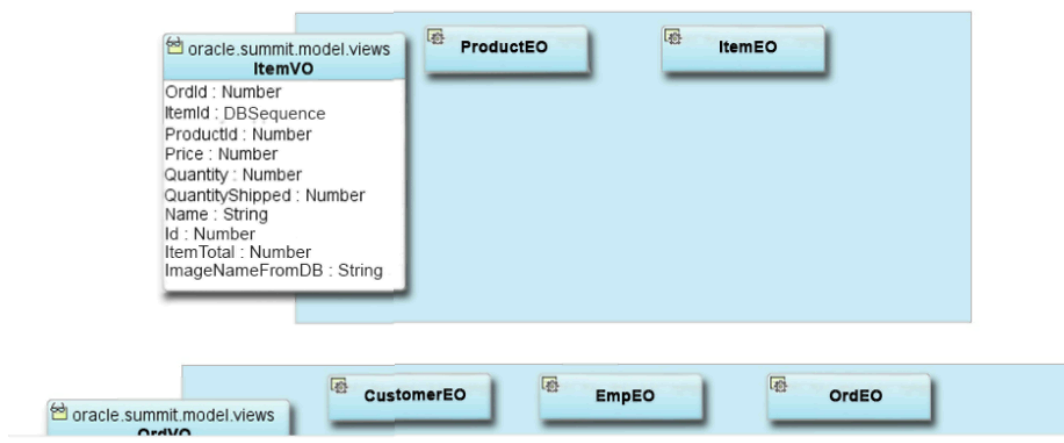 oracle.summit.model.views
ItemVO
OrdId : Number
ItemId : DBSequence
ProductId : Number
Price : Number
Quantity : Number
QuantityShipped : Number
Name : String
Id : Number
ItemTotal : Number
ImageNameFromDB : String
ProductEO
ItemEO
oracle.summit.model.views
OrdVO
CustomerEO
EmpEO
OrdEO